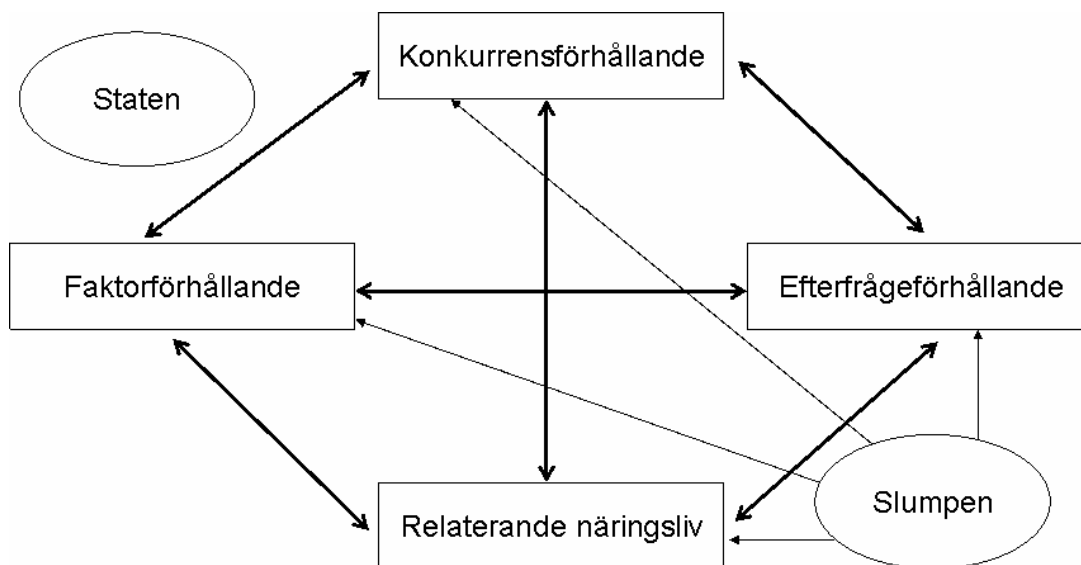 Konkurrensförhållande
Staten
Faktorförhållande
Efterfrågeförhållande
Slumpen
Relaterande näringsliv